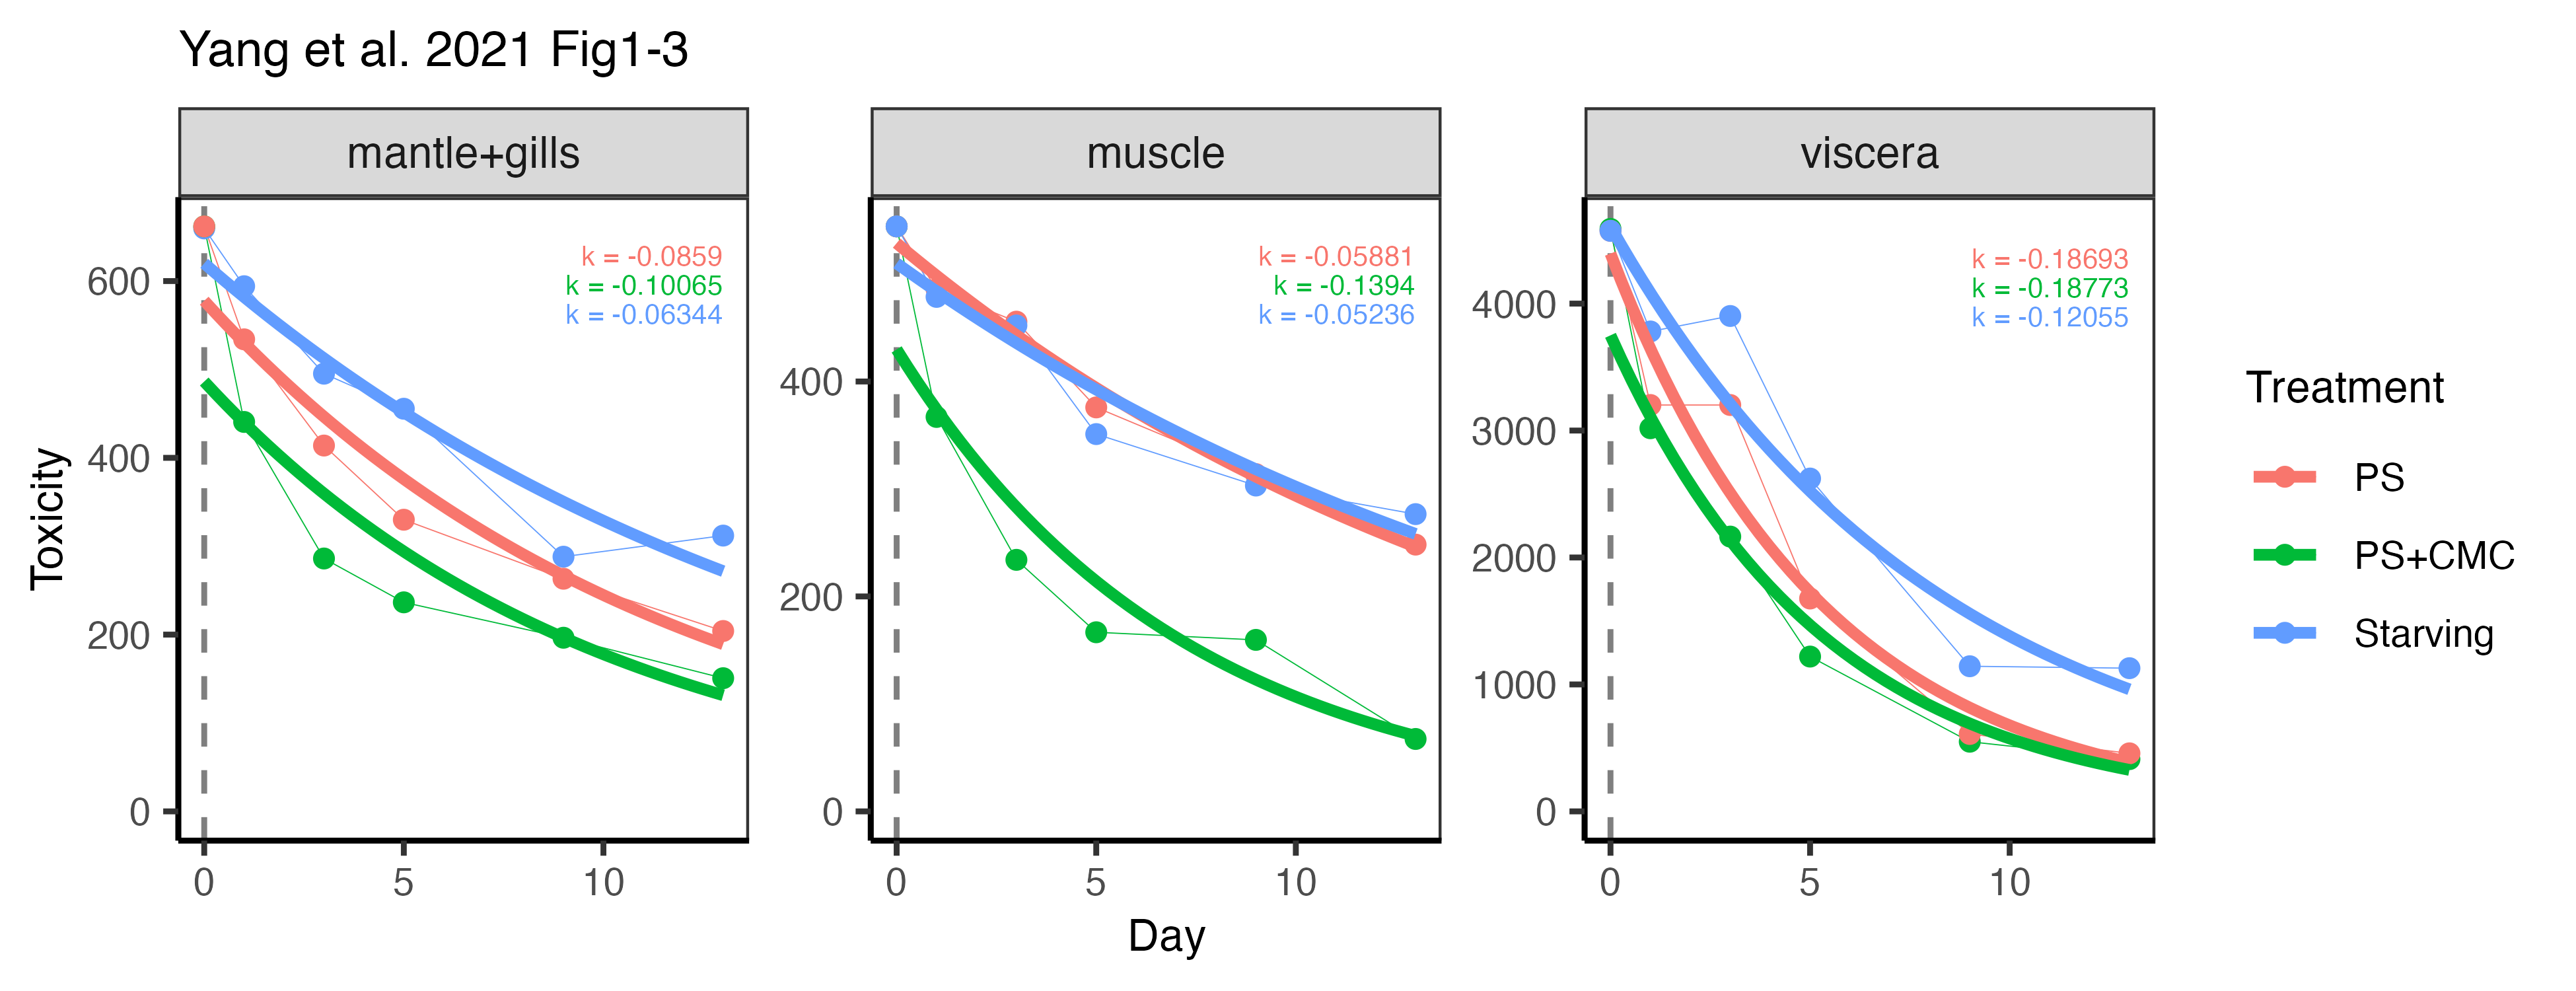 Yang et al. 2021 Fig1-3
mantle+gills
muscle
viscera
k = -0.0859
k = -0.10065
k = -0.06344
k = -0.05881
k = -0.1394
k = -0.05236
k = -0.18693
k = -0.18773
k = -0.12055
Toxicity
600
400
200
0
400
200
0
4000
3000
2000
1000
0
0 5 10
0 5 10
0 5 10
Day
Treatment
PS
PS+CMC
Starving